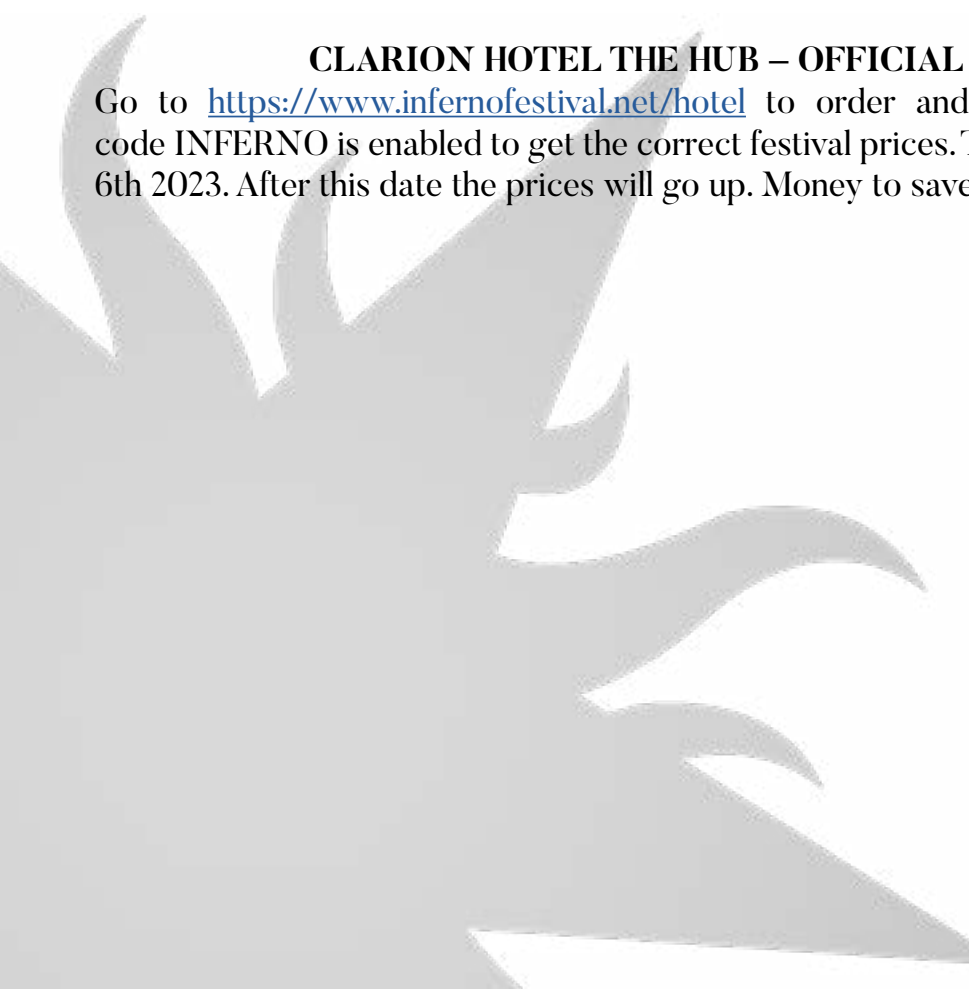 CLARION HOTEL THE HUB – OFFICIAL
Go to https://www.infernofestival.net/hotel to order and
code INFERNO is enabled to get the correct festival prices.
6th 2023. After this date the prices will go up. Money to save